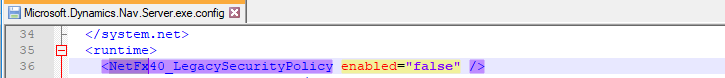 Microsoft.Dynamics.Nav.Server.exe.config
34 </system.net>
35 <runtime>
36 <NetFx40_LegacySecurityPolicy enabled="false" />